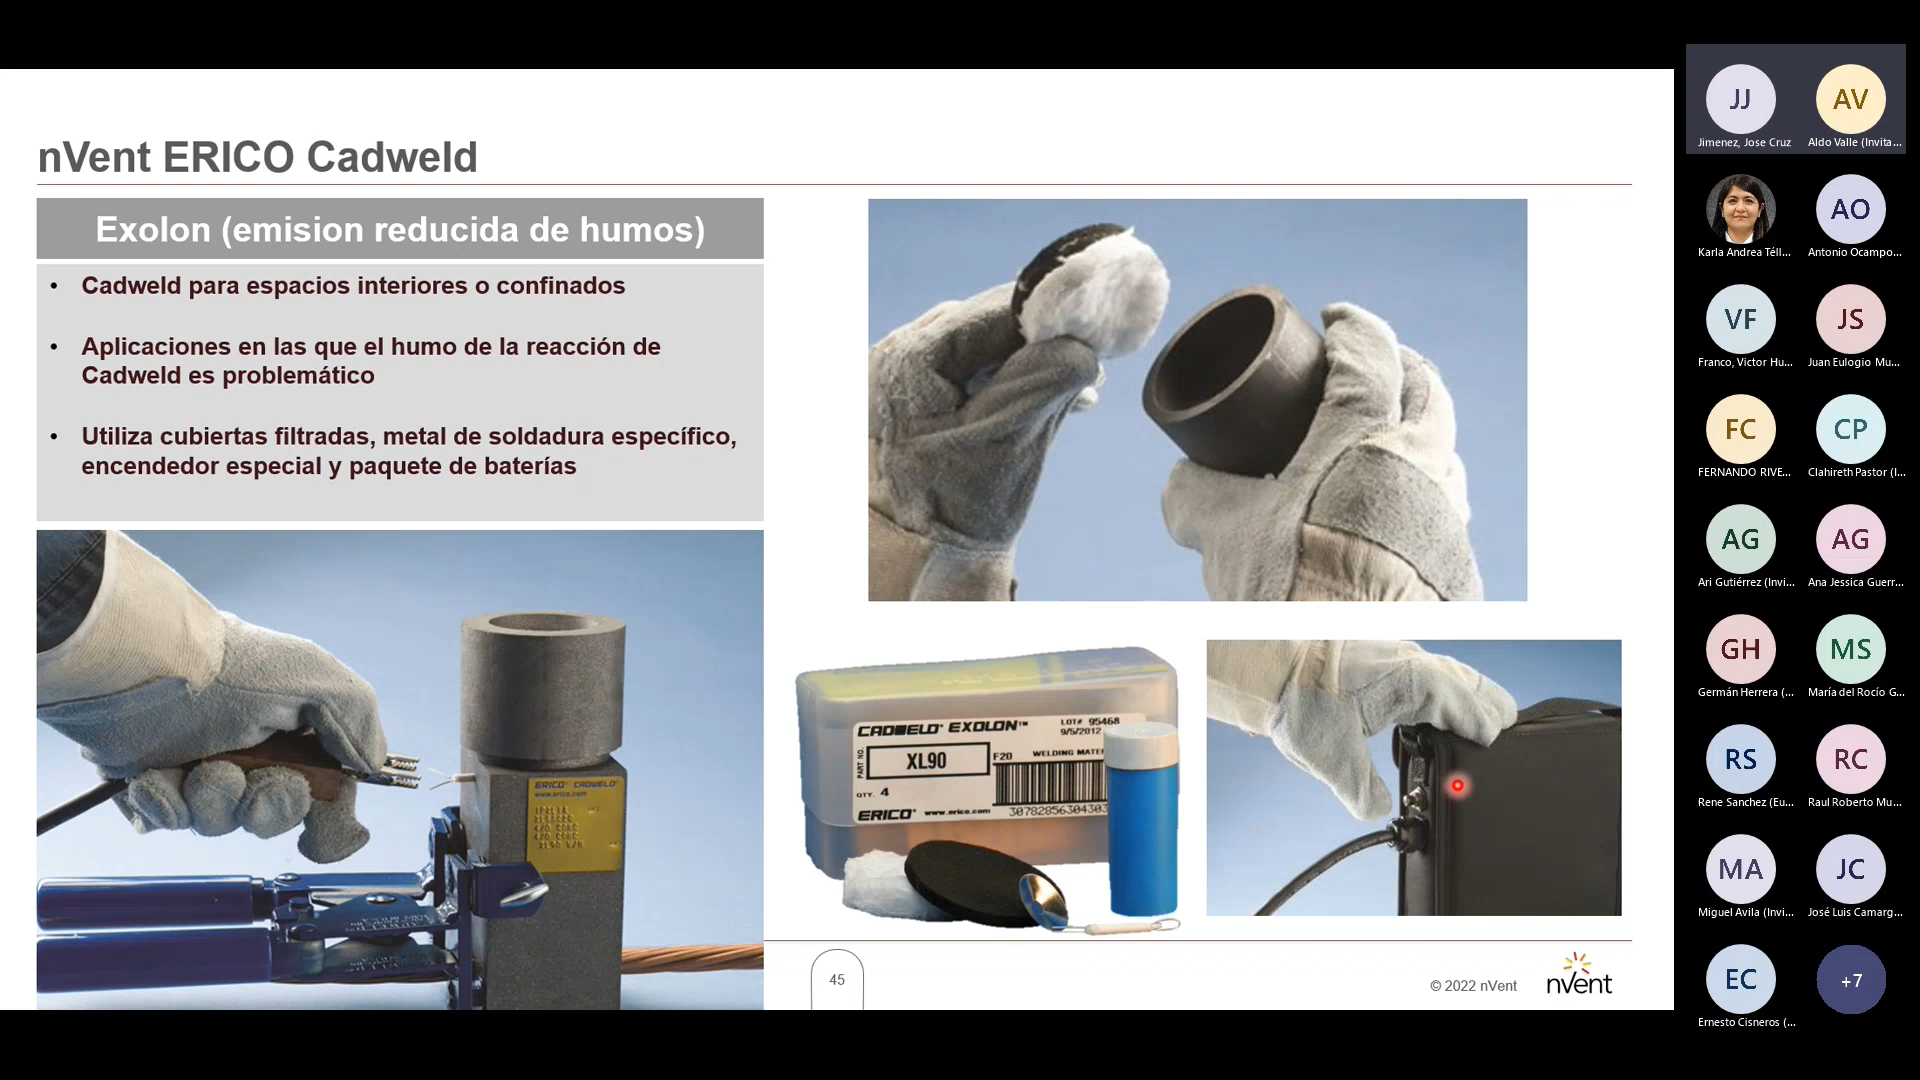 nVent ERICO Cadweld
Exolon (emision reducida de humos)
• Cadweld para espacios interiores o confinados
• Aplicaciones en las que el humo de la reacción de
Cadweld es problemático
• Utiliza cubiertas filtradas, metal de soldadura específico,
encendedor especial y paquete de baterías
ERICO® CADWELD®
www.erico.com
CADWELD® EXOLON™
LOT# 95468
9/5/2012
PART NO.
XL90
F20
WELDING
QTY. 4
ERICO®
www.erico.com
45
© 2022 nVent
nVent
JJ
AV
Jimenez, Jose Cruz
Aldo Valle (Invita...
AO
Karla Andrea Téll...
Antonio Ocampo...
VF
JS
Franco, Victor Hu...
Juan Eulogio Mu...
FC
CP
FERNANDO RIVE...
Clahireth Pastor (I...
AG
AG
Ari Gutiérrez (Invi...
Ana Jessica Guerr...
GH
MS
Germán Herrera (...
María del Rocío G...
RS
RC
Rene Sanchez (Eu...
Raul Roberto Mu...
MA
JC
Miguel Avila (Invi...
José Luis Camarg...
EC
+7
Ernesto Cisneros (...